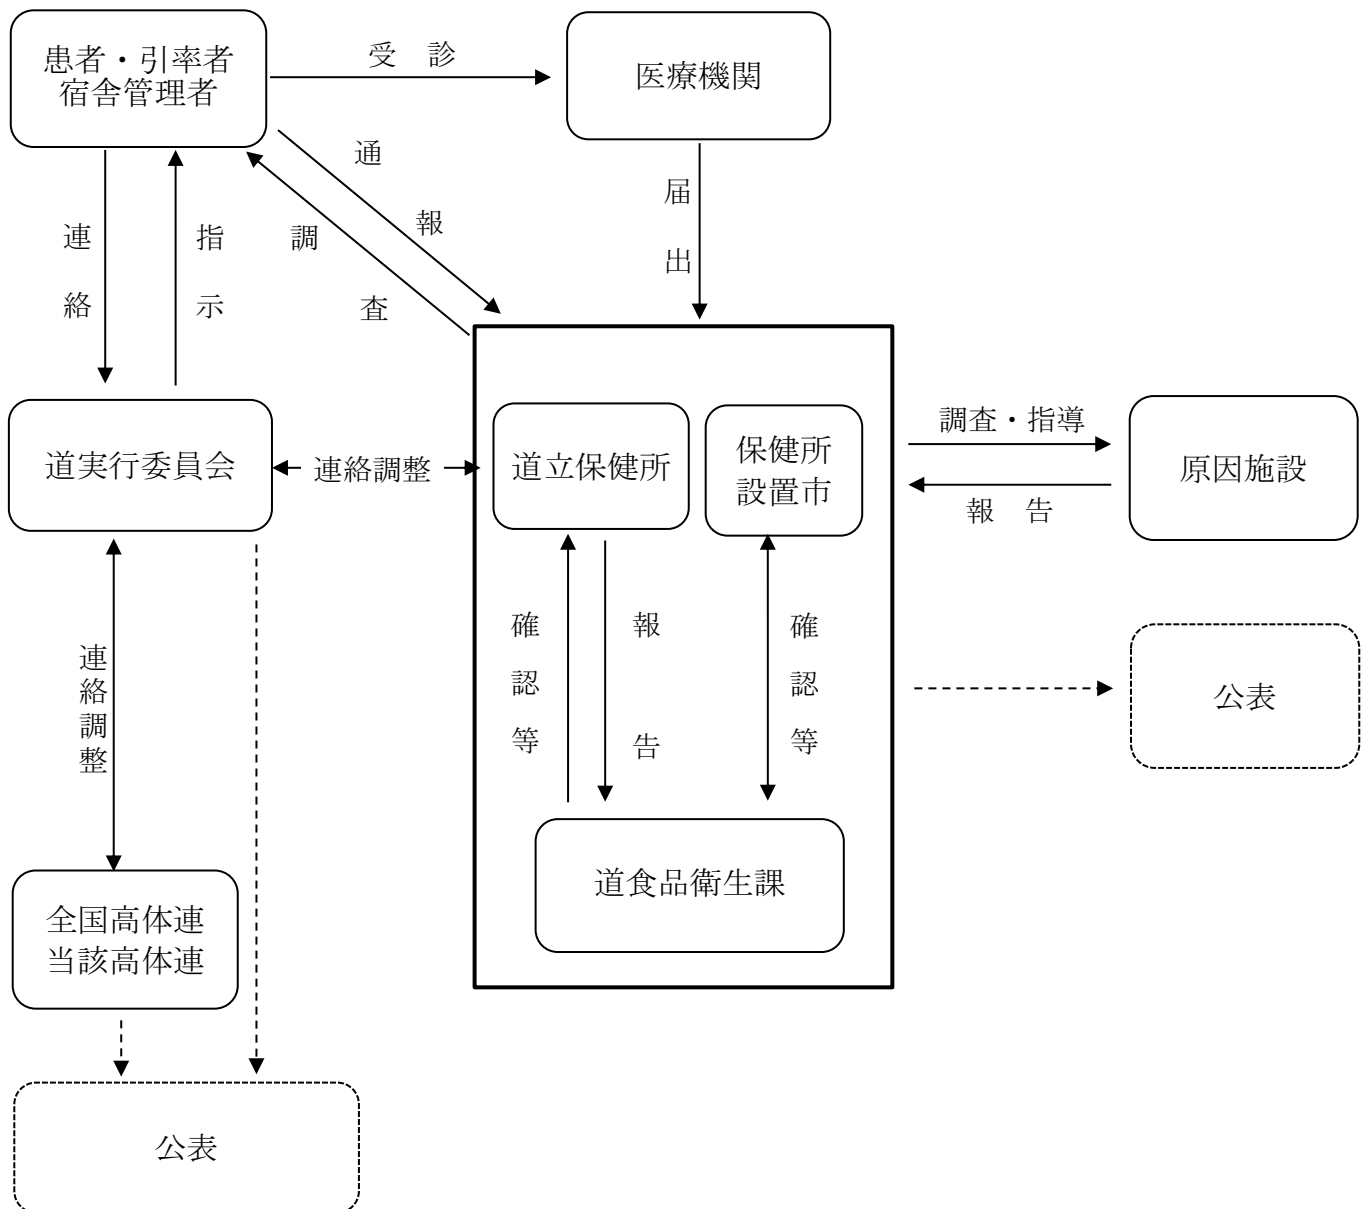 患者・引率者
宿舎管理者
受　診
医療機関
通報
調査
届出
連絡
指示
道実行委員会
連絡調整
道立保健所
保健所
設置市
調査・指導
報　告
原因施設
確認等
報告
確認等
公表
連絡調整
道食品衛生課
全国高体連
当該高体連
公表